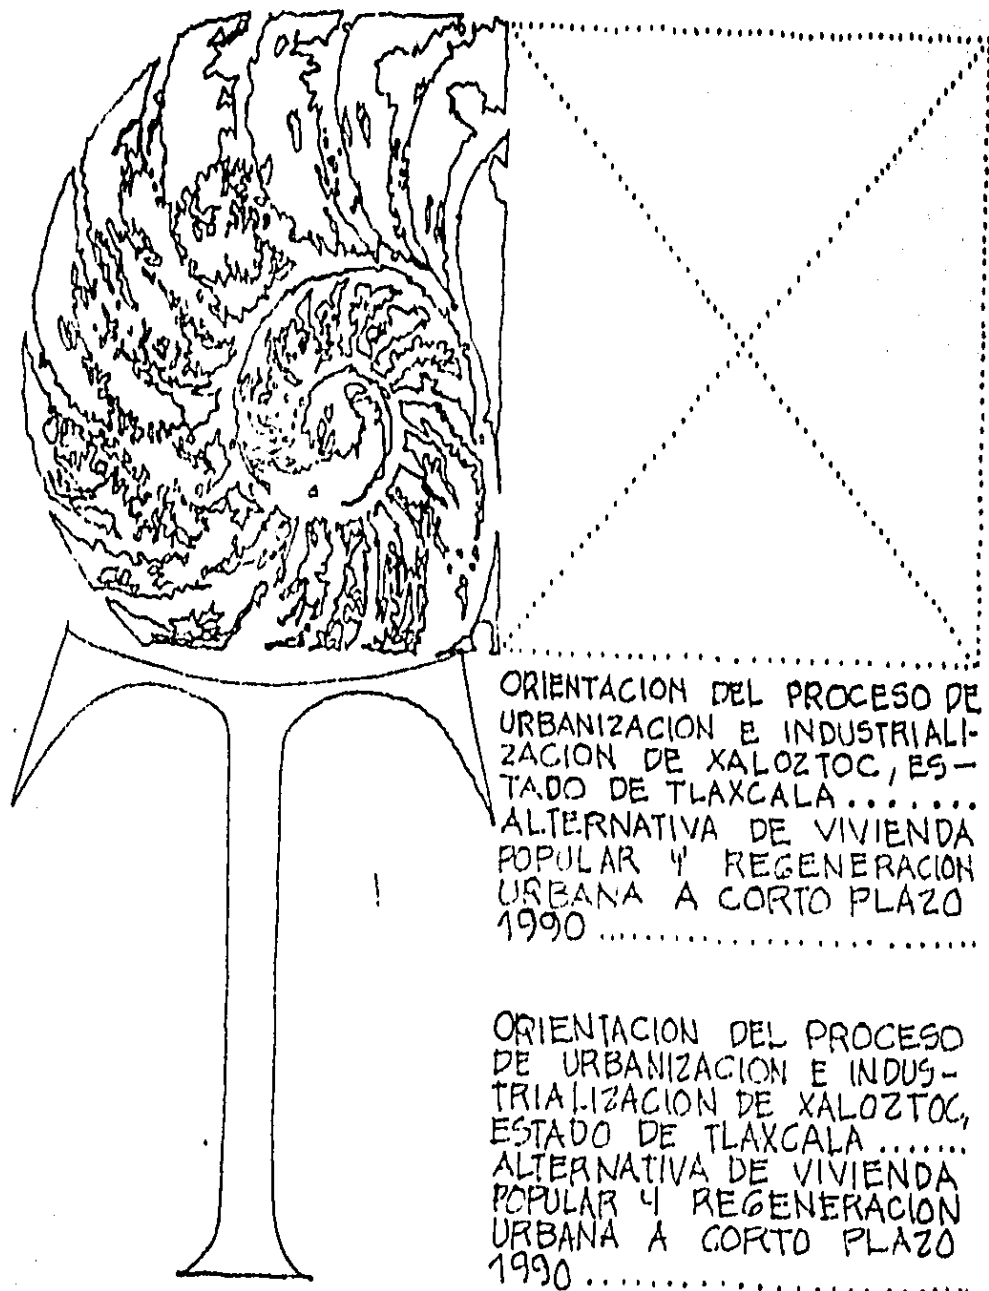 ORIENTACION DEL PROCESO DE
URBANIZACION E INDUSTRIALI-
ZACION DE XALOZTOC, ES-
TADO DE TLAXCALA .......
ALTERNATIVA DE VIVIENDA
POPULAR Y REGENERACION
URBANA A CORTO PLAZO
1990 ......................
ORIENTACION DEL PROCESO
DE URBANIZACION E INDUS-
TRIALIZACION DE XALOZTOC,
ESTADO DE TLAXCALA .......
ALTERNATIVA DE VIVIENDA
POPULAR Y REGENERACION
URBANA A CORTO PLAZO
1990 ......................